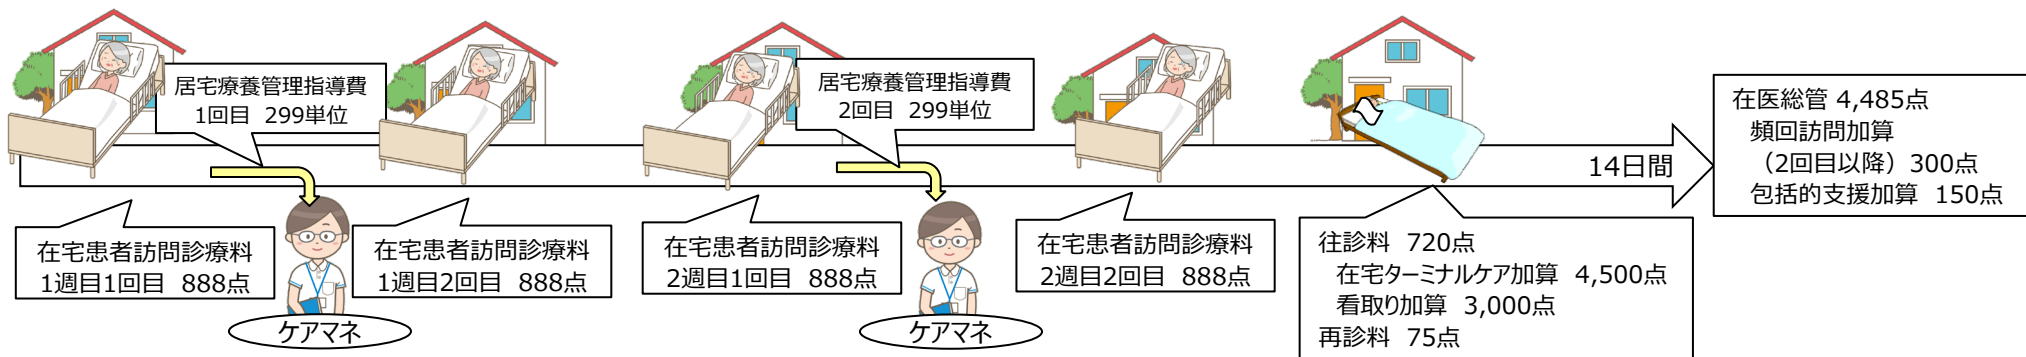 居宅療養管理指導費
1回目 299単位
居宅療養管理指導費
2回目 299単位
14日間
在医総管 4,485点
頻回訪問加算
（2回目以降）300点
包括的支援加算 150点
在宅患者訪問診療料
1週目1回目 888点
ケアマネ
在宅患者訪問診療料
1週目2回目 888点
在宅患者訪問診療料
2週目1回目 888点
ケアマネ
在宅患者訪問診療料
2週目2回目 888点
往診料 720点
在宅ターミナルケア加算 4,500点
看取り加算 3,000点
再診料 75点